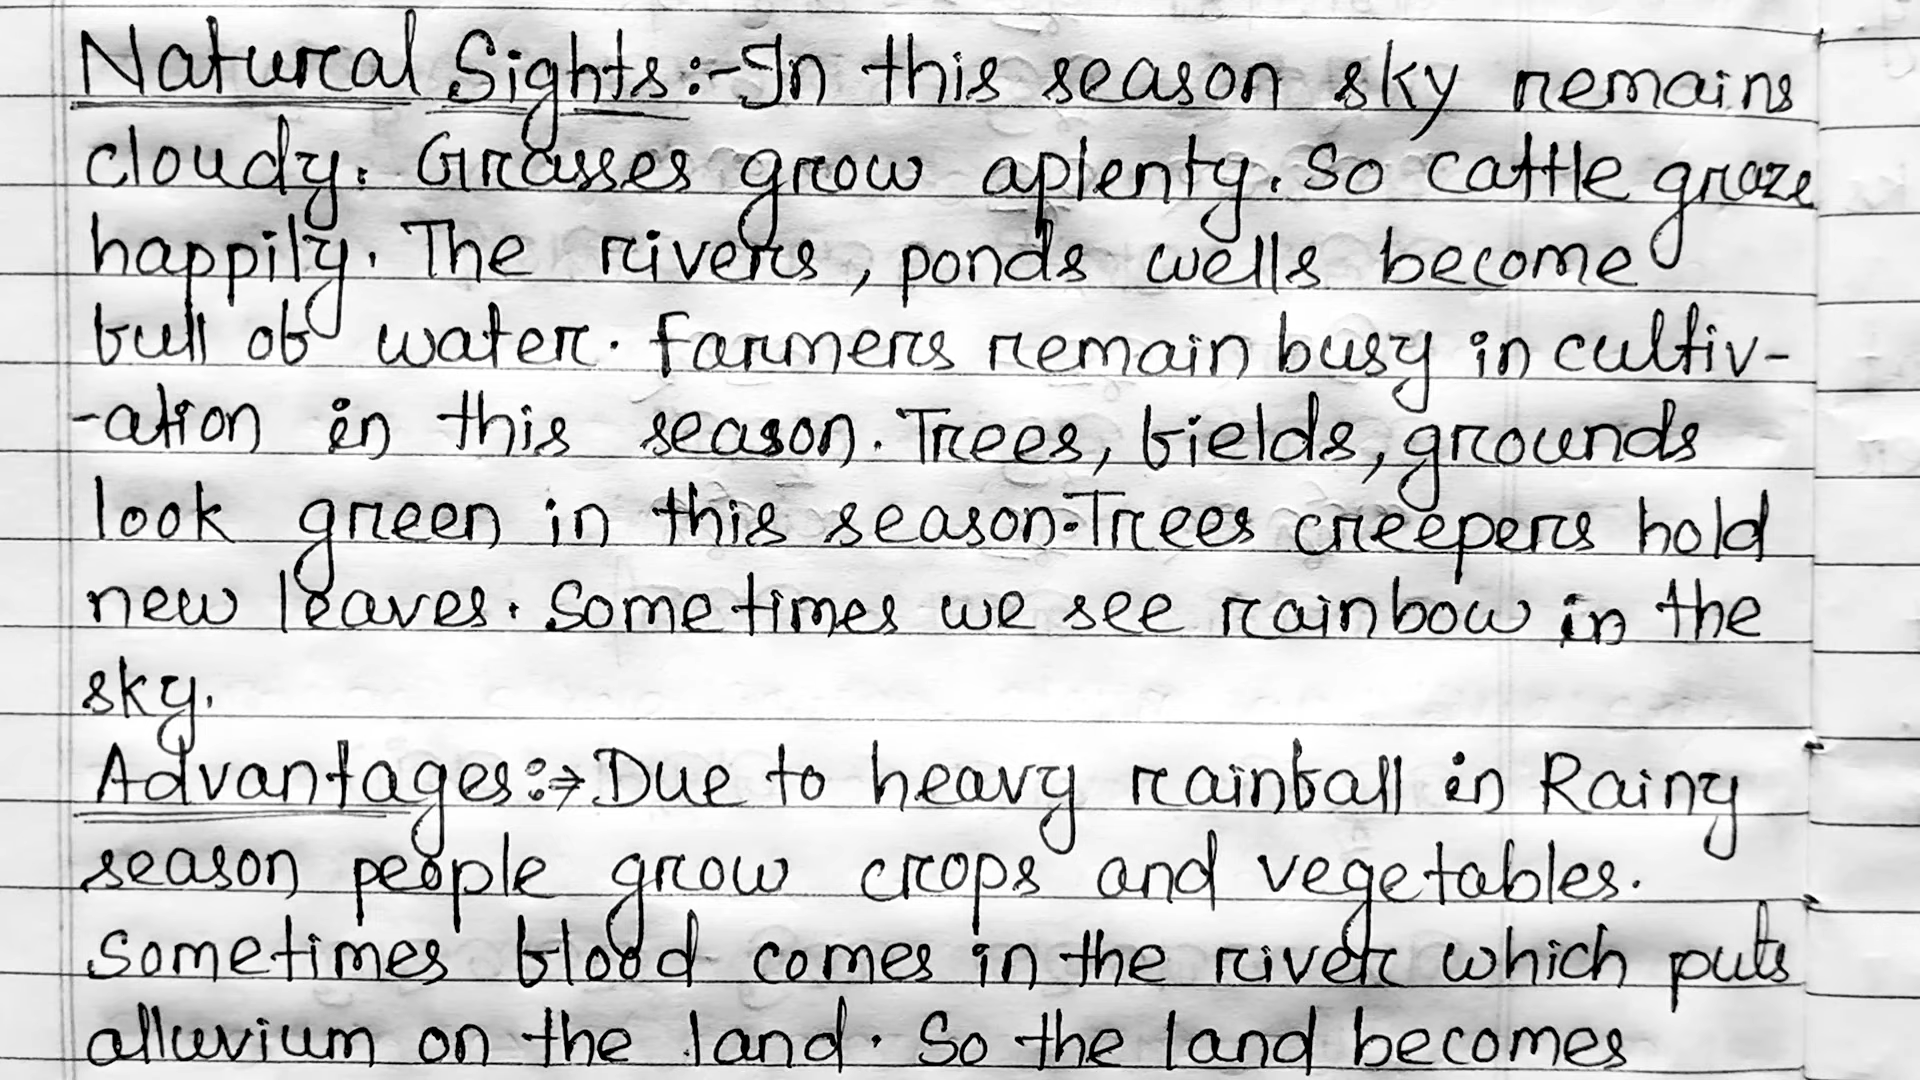 Natural Sights:- In this season sky remains
cloudy. Grasses grow aplenty. So cattle graze
happily. The rivers, ponds wells become
full of water. Farmers remain busy in cultiv-
-ation in this season. Trees, fields, grounds
look green in this season. Trees creepers hold
new leaves. Sometimes we see rainbow in the
sky.
Advantages:→ Due to heavy rainfall in Rainy
season people grow crops and vegetables.
Sometimes flood comes in the river which puts
alluvium on the land. So the land becomes